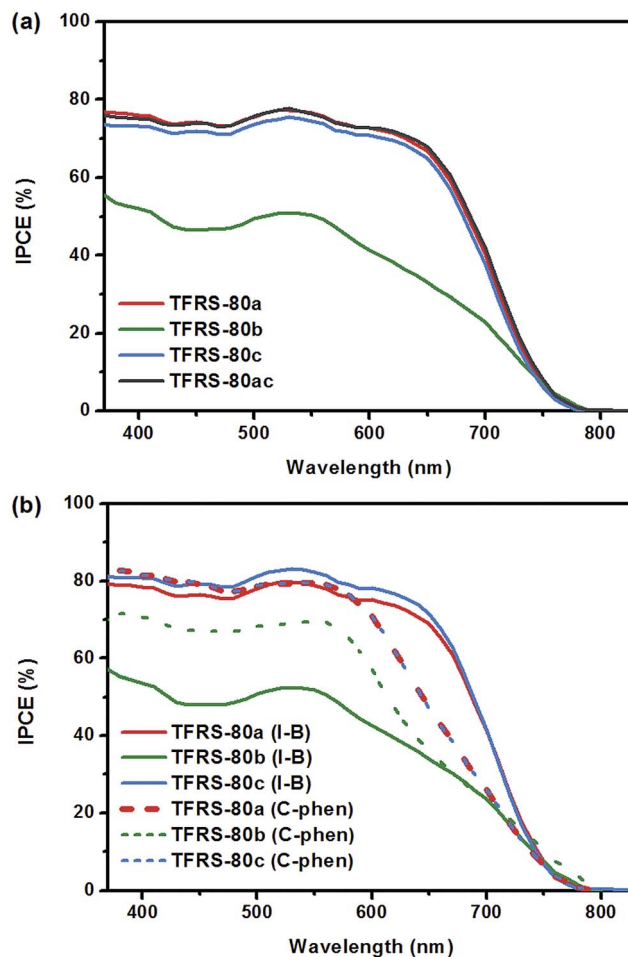 (a)
100
80
60
40
20
0
IPCE (%)
TFRS-80a
TFRS-80b
TFRS-80c
TFRS-80ac
400 500 600 700 800
Wavelength (nm)
(b)
100
80
60
40
20
0
IPCE (%)
TFRS-80a (I-B)
TFRS-80b (I-B)
TFRS-80c (I-B)
TFRS-80a (C-phen)
TFRS-80b (C-phen)
TFRS-80c (C-phen)
400 500 600 700 800
Wavelength (nm)